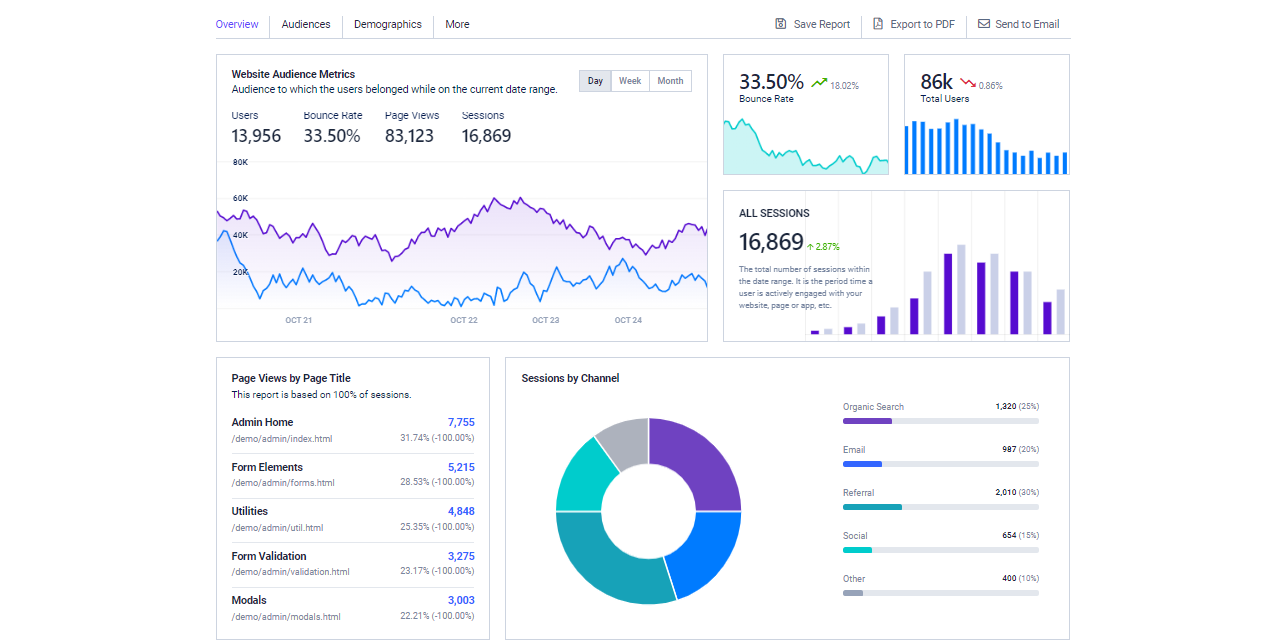 Overview
Audiences
Demographics
More
Save Report
Export to PDF
Send to Email
Website Audience Metrics
Audience to which the users belonged while on the current date range.
Day
Week
Month
Users
Bounce Rate
Page Views
Sessions
13,956
33.50%
83,123
16,869
80K
60K
40K
20K
OCT 21
OCT 22
OCT 23
OCT 24
33.50%
18.02%
Bounce Rate
86k
0.86%
Total Users
ALL SESSIONS
16,869
2.87%
The total number of sessions within
the date range. It is the period time a
user is actively engaged with your
website, page or app, etc.
Page Views by Page Title
This report is based on 100% of sessions.
Admin Home
7,755
/demo/admin/index.html
31.74% (-100.00%)
Form Elements
5,215
/demo/admin/forms.html
28.53% (-100.00%)
Utilities
4,848
/demo/admin/util.html
25.35% (-100.00%)
Form Validation
3,275
/demo/admin/validation.html
23.17% (-100.00%)
Modals
3,003
/demo/admin/modals.html
22.21% (-100.00%)
Sessions by Channel
Organic Search
1,320 (25%)
Email
987 (20%)
Referral
2,010 (30%)
Social
654 (15%)
Other
400 (10%)